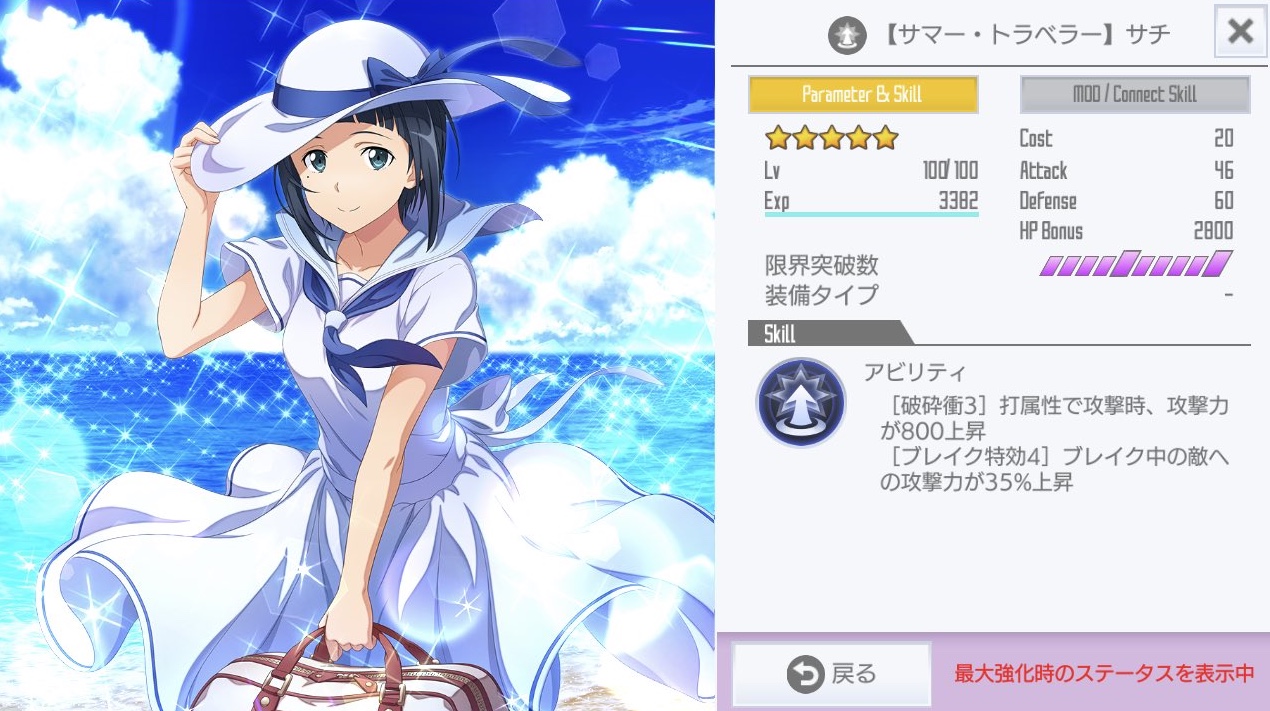 【サマー・トラベラー】サチ
Parameter & Skill
MOD / Connect Skill
Lv 100/100
Exp 3382
Cost 20
Attack 46
Defense 60
HP Bonus 2800
限界突破数
装備タイプ -
Skill
アビリティ
［破砕衝3］打属性で攻撃時、攻撃力
が800上昇
［ブレイク特効4］ブレイク中の敵へ
の攻撃力が35%上昇
戻る
最大強化時のステータスを表示中